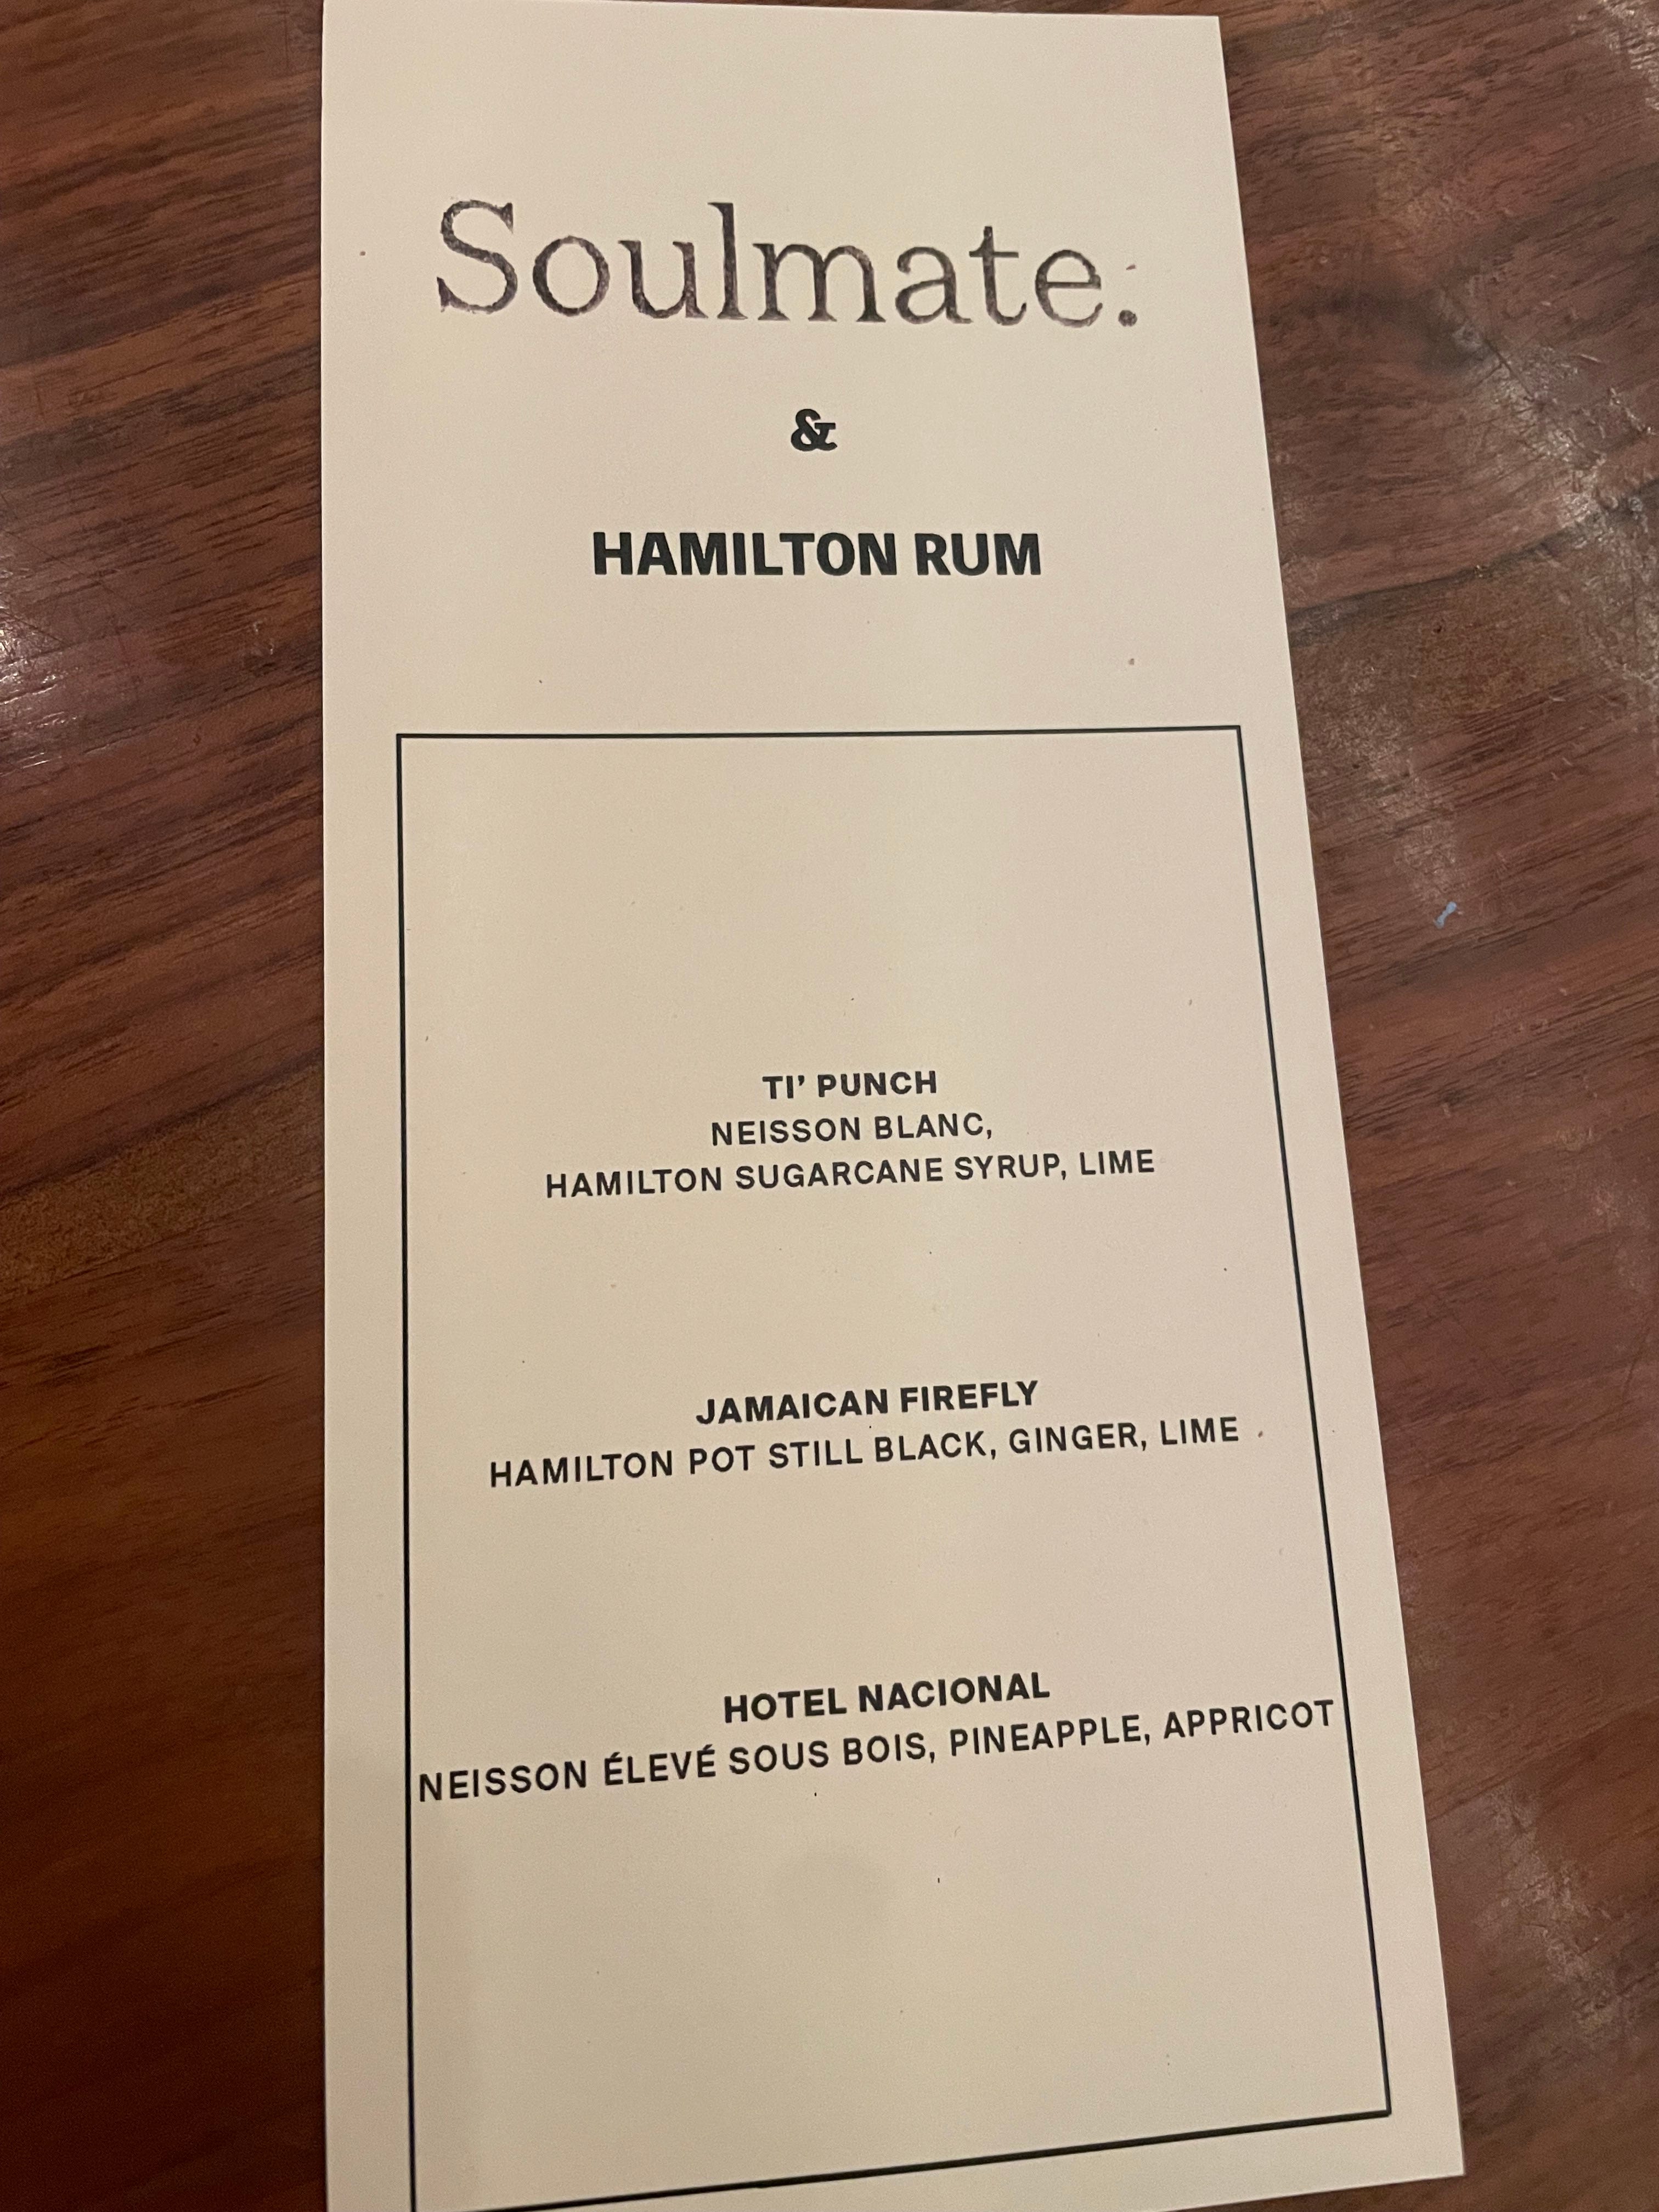 Soulmate.
&
HAMILTON RUM
TI’ PUNCH
NEISSON BLANC,
HAMILTON SUGARCANE SYRUP, LIME
JAMAICAN FIREFLY
HAMILTON POT STILL BLACK, GINGER, LIME
HOTEL NACIONAL
NEISSON ÉLEVÉ SOUS BOIS, PINEAPPLE, APPRICOT